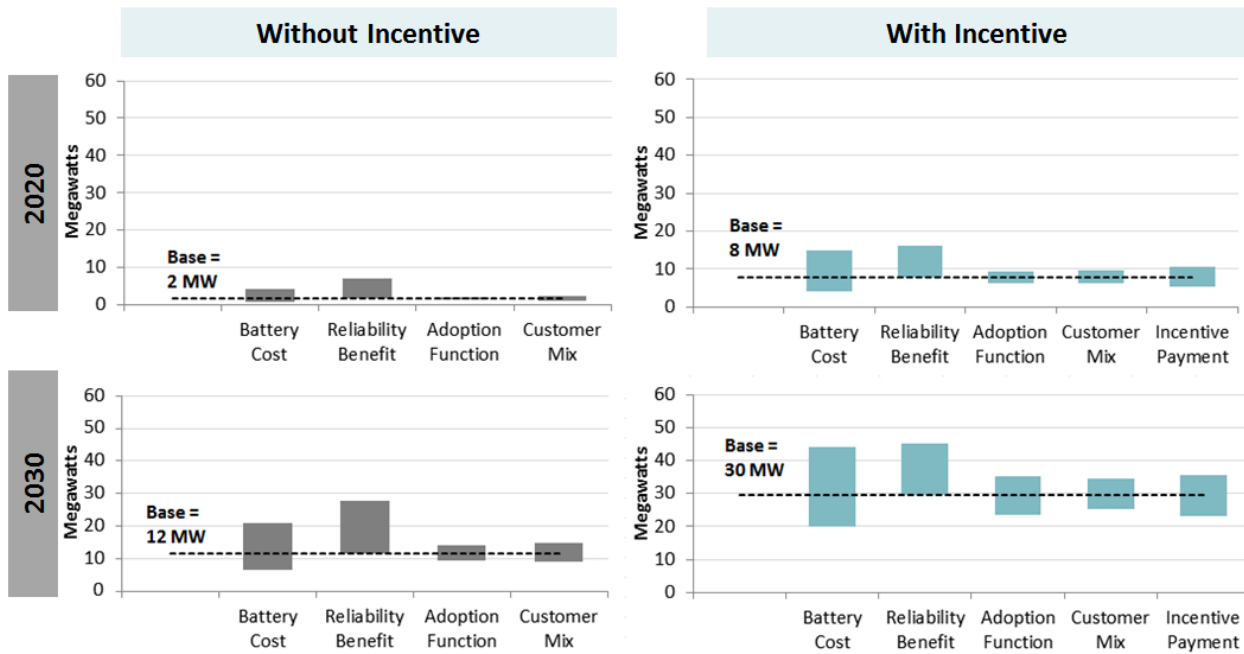 Without Incentive
With Incentive
2020
Megawatts
60
50
40
30
20
10
0
Base =
2 MW
Battery
Cost
Reliability
Benefit
Adoption
Function
Customer
Mix
Megawatts
60
50
40
30
20
10
0
Base =
8 MW
Battery
Cost
Reliability
Benefit
Adoption
Function
Customer
Mix
Incentive
Payment
2030
Megawatts
60
50
40
30
20
10
0
Base =
12 MW
Battery
Cost
Reliability
Benefit
Adoption
Function
Customer
Mix
Megawatts
60
50
40
30
20
10
0
Base =
30 MW
Battery
Cost
Reliability
Benefit
Adoption
Function
Customer
Mix
Incentive
Payment